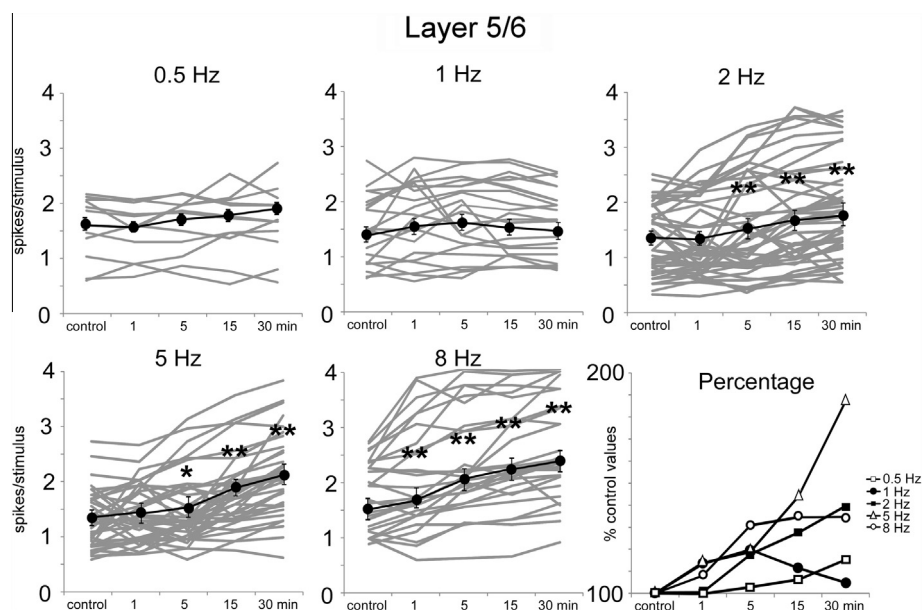 Layer 5/6
0.5 Hz
1 Hz
2 Hz
4
3
2
1
0
spikes/stimulus
control 1 5 15 30 min
4
3
2
1
0
control 1 5 15 30 min
4
3
2
1
0
** ** **
control 1 5 15 30 min
5 Hz
8 Hz
Percentage
4
3
2
1
0
spikes/stimulus
* ** **
control 1 5 15 30 min
4
3
2
1
0
** ** ** **
control 1 5 15 30 min
200
100
% control values
control 1 5 15 30 min
0.5 Hz
1 Hz
2 Hz
5 Hz
8 Hz